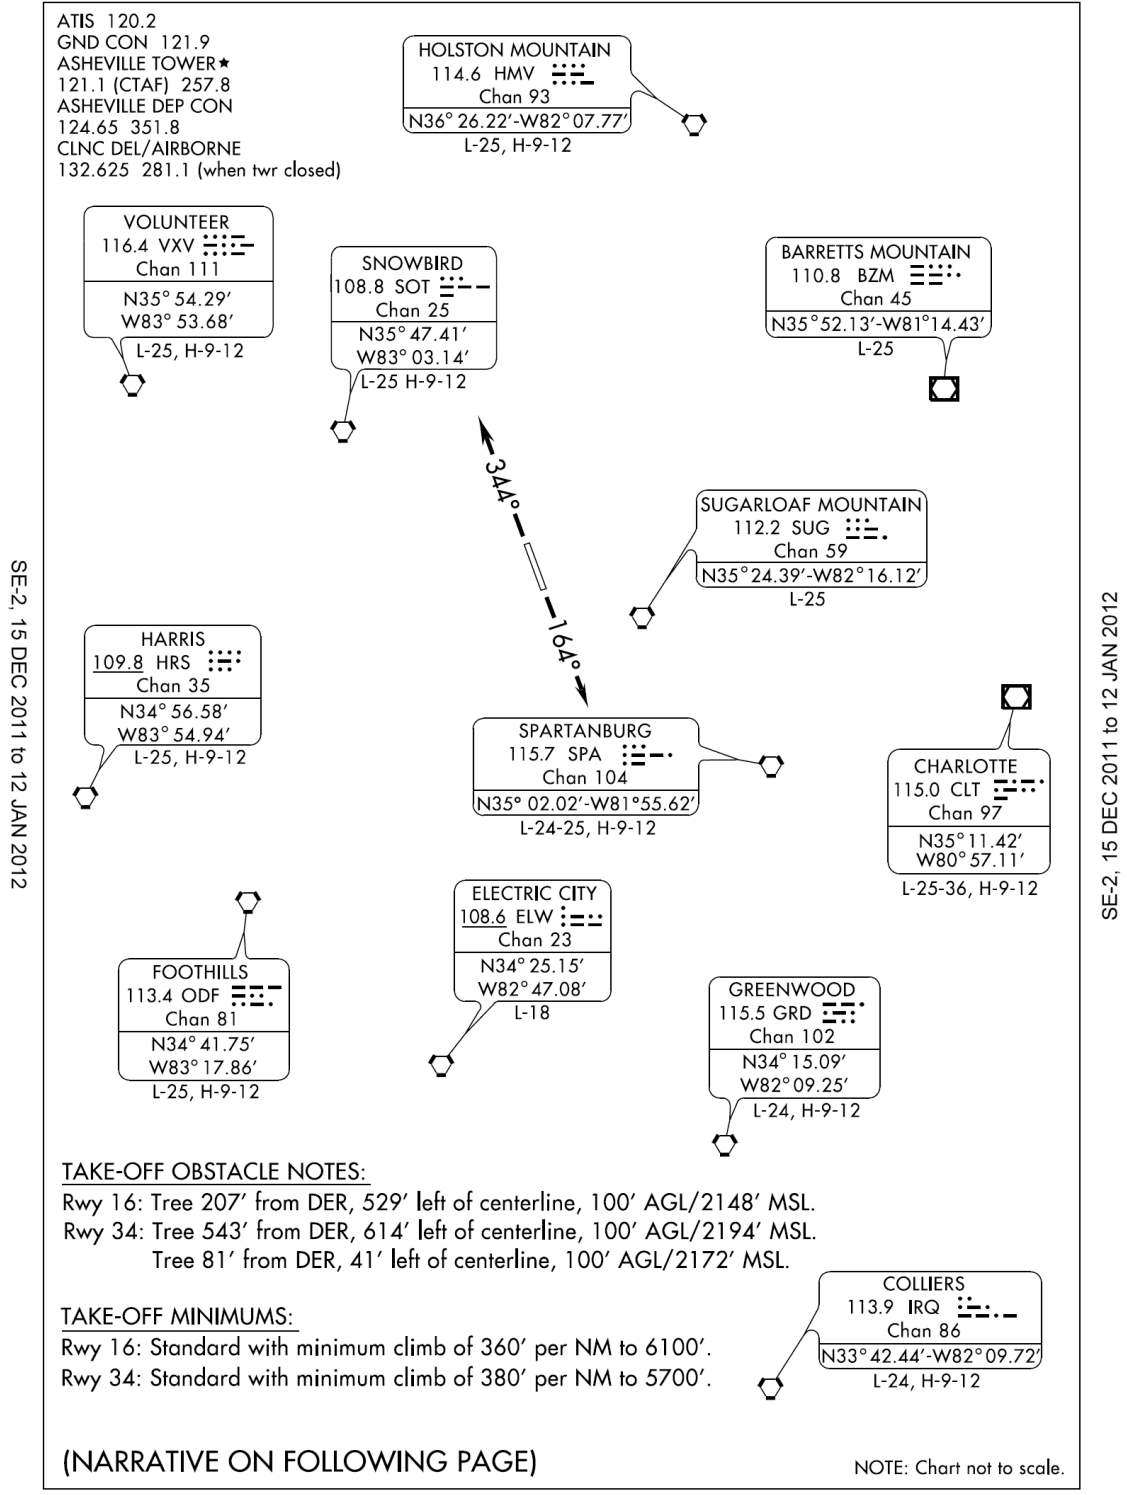 ATIS 120.2
GND CON 121.9
ASHEVILLE TOWER★
121.1 (CTAF) 257.8
ASHEVILLE DEP CON
124.65 351.8
CLNC DEL/AIRBORNE
132.625 281.1 (when twr closed)
HOLSTON MOUNTAIN
114.6 HMV
Chan 93
N36° 26.22′-W82° 07.77′
L-25, H-9-12
VOLUNTEER
116.4 VXV
Chan 111
N35° 54.29′
W83° 53.68′
L-25, H-9-12
SNOWBIRD
108.8 SOT
Chan 25
N35° 47.41′
W83° 03.14′
L-25 H-9-12
BARRETTS MOUNTAIN
110.8 BZM
Chan 45
N35°52.13′-W81°14.43′
L-25
344°
164°
SUGARLOAF MOUNTAIN
112.2 SUG
Chan 59
N35°24.39′-W82°16.12′
L-25
HARRIS
109.8 HRS
Chan 35
N34° 56.58′
W83° 54.94′
L-25, H-9-12
SPARTANBURG
115.7 SPA
Chan 104
N35° 02.02′-W81°55.62′
L-24-25, H-9-12
CHARLOTTE
115.0 CLT
Chan 97
N35°11.42′
W80°57.11′
L-25-36, H-9-12
FOOTHILLS
113.4 ODF
Chan 81
N34° 41.75′
W83° 17.86′
L-25, H-9-12
ELECTRIC CITY
108.6 ELW
Chan 23
N34° 25.15′
W82° 47.08′
L-18
GREENWOOD
115.5 GRD
Chan 102
N34° 15.09′
W82°09.25′
L-24, H-9-12
TAKE-OFF OBSTACLE NOTES:
Rwy 16: Tree 207′ from DER, 529′ left of centerline, 100′ AGL/2148′ MSL.
Rwy 34: Tree 543′ from DER, 614′ left of centerline, 100′ AGL/2194′ MSL.
Tree 81′ from DER, 41′ left of centerline, 100′ AGL/2172′ MSL.
TAKE-OFF MINIMUMS:
Rwy 16: Standard with minimum climb of 360′ per NM to 6100′.
Rwy 34: Standard with minimum climb of 380′ per NM to 5700′.
COLLIERS
113.9 IRQ
Chan 86
N33°42.44′-W82°09.72′
L-24, H-9-12
(NARRATIVE ON FOLLOWING PAGE)
NOTE: Chart not to scale.
SE-2, 15 DEC 2011 to 12 JAN 2012
SE-2, 15 DEC 2011 to 12 JAN 2012